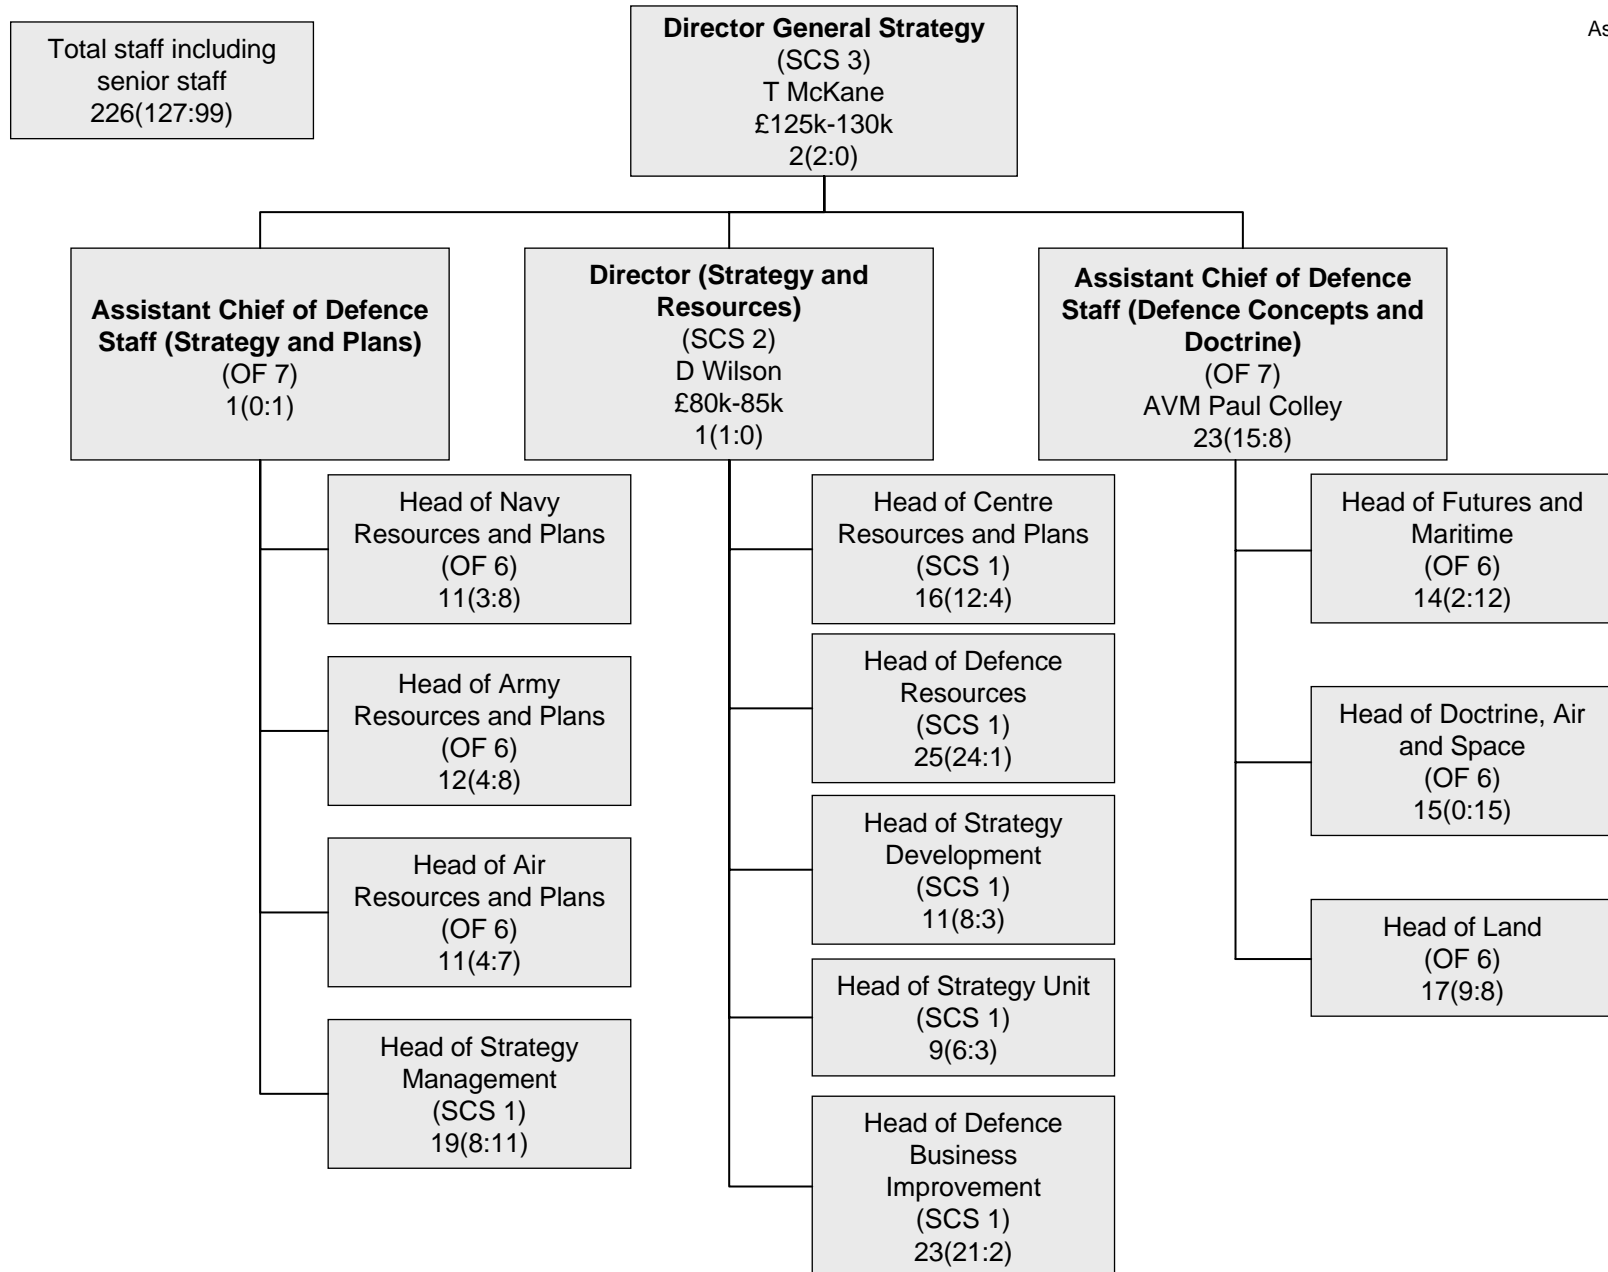 Total staff including
senior staff
226(127:99)
Director General Strategy
(SCS 3)
T McKane
£125k-130k
2(2:0)
As
Assistant Chief of Defence
Staff (Strategy and Plans)
(OF 7)
1(0:1)
Director (Strategy and
Resources)
(SCS 2)
D Wilson
£80k-85k
1(1:0)
Assistant Chief of Defence
Staff (Defence Concepts and
Doctrine)
(OF 7)
AVM Paul Colley
23(15:8)
Head of Navy
Resources and Plans
(OF 6)
11(3:8)
Head of Army
Resources and Plans
(OF 6)
12(4:8)
Head of Air
Resources and Plans
(OF 6)
11(4:7)
Head of Strategy
Management
(SCS 1)
19(8:11)
Head of Centre
Resources and Plans
(SCS 1)
16(12:4)
Head of Defence
Resources
(SCS 1)
25(24:1)
Head of Strategy
Development
(SCS 1)
11(8:3)
Head of Strategy Unit
(SCS 1)
9(6:3)
Head of Defence
Business
Improvement
(SCS 1)
23(21:2)
Head of Futures and
Maritime
(OF 6)
14(2:12)
Head of Doctrine, Air
and Space
(OF 6)
15(0:15)
Head of Land
(OF 6)
17(9:8)